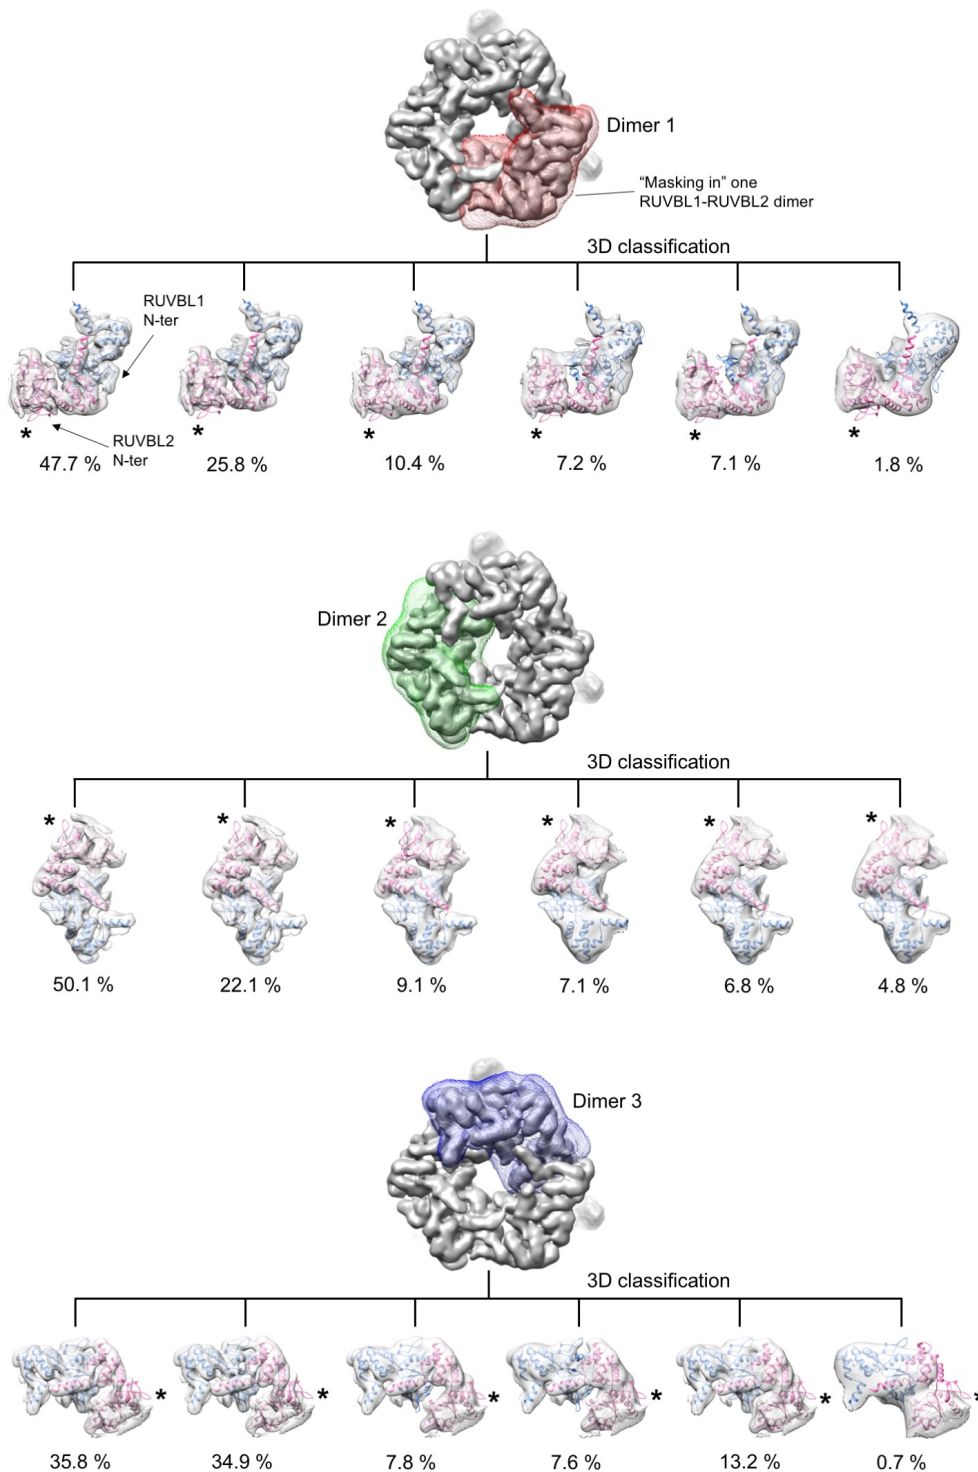 Dimer 1
“Masking in” one
RUVBL1-RUVBL2 dimer
3D classification
RUVBL1
N-ter
RUVBL2
N-ter
* * * * * *
47.7 % 25.8 % 10.4 % 7.2 % 7.1 % 1.8 %
Dimer 2
3D classification
* * * * * *
50.1 % 22.1 % 9.1 % 7.1 % 6.8 % 4.8 %
Dimer 3
3D classification
* * * * * *
35.8 % 34.9 % 7.8 % 7.6 % 13.2 % 0.7 %